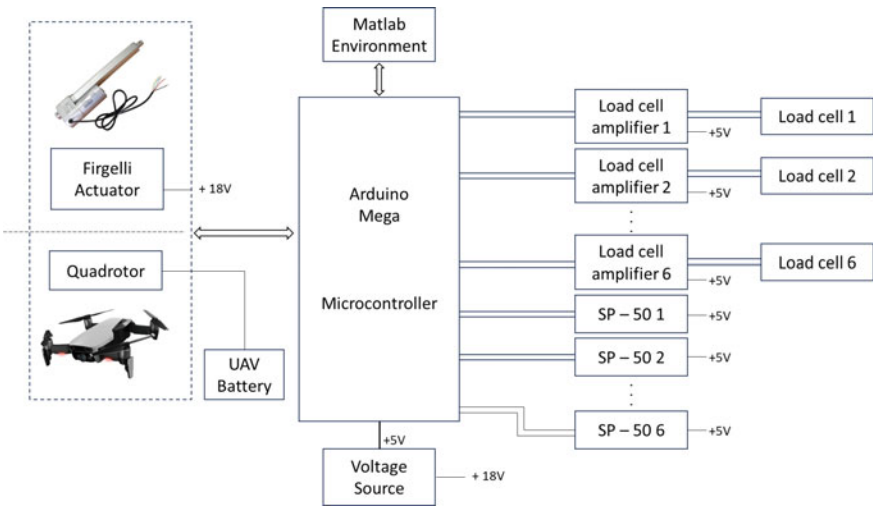 Matlab
Environment
Firgelli
Actuator
+ 18V
Quadrotor
UAV
Battery
Arduino
Mega
Microcontroller
+5V
Voltage
Source
+ 18V
Load cell
amplifier 1
+5V
Load cell 1
Load cell
amplifier 2
+5V
Load cell 2
Load cell
amplifier 6
+5V
Load cell 6
SP – 50 1
+5V
SP – 50 2
+5V
SP – 50 6
+5V